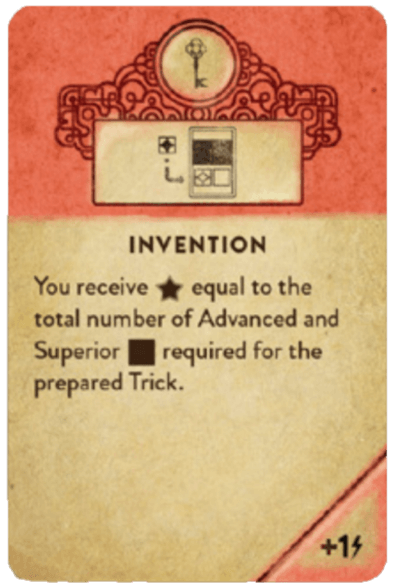 INVENTION
You receive ★ equal to the
total number of Advanced and
Superior ■ required for the
prepared Trick.
+1⚡